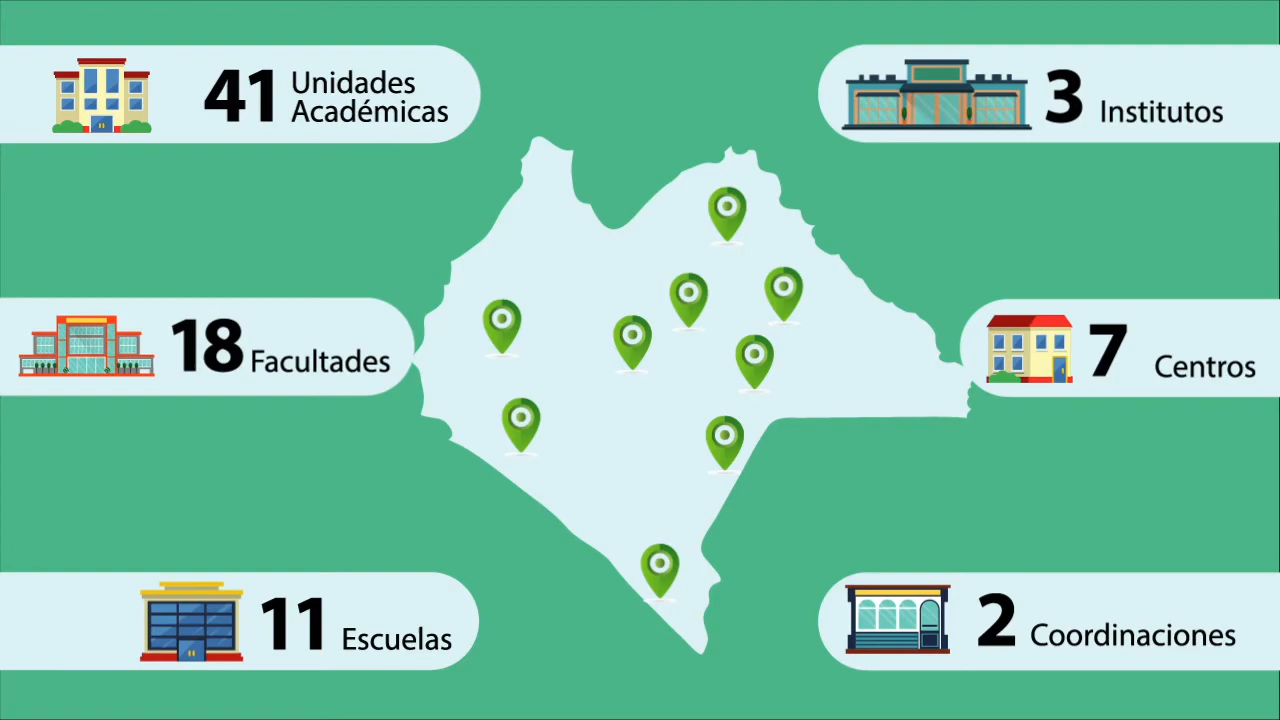 41 Unidades
Académicas
3 Institutos
18 Facultades
7 Centros
11 Escuelas
2 Coordinaciones